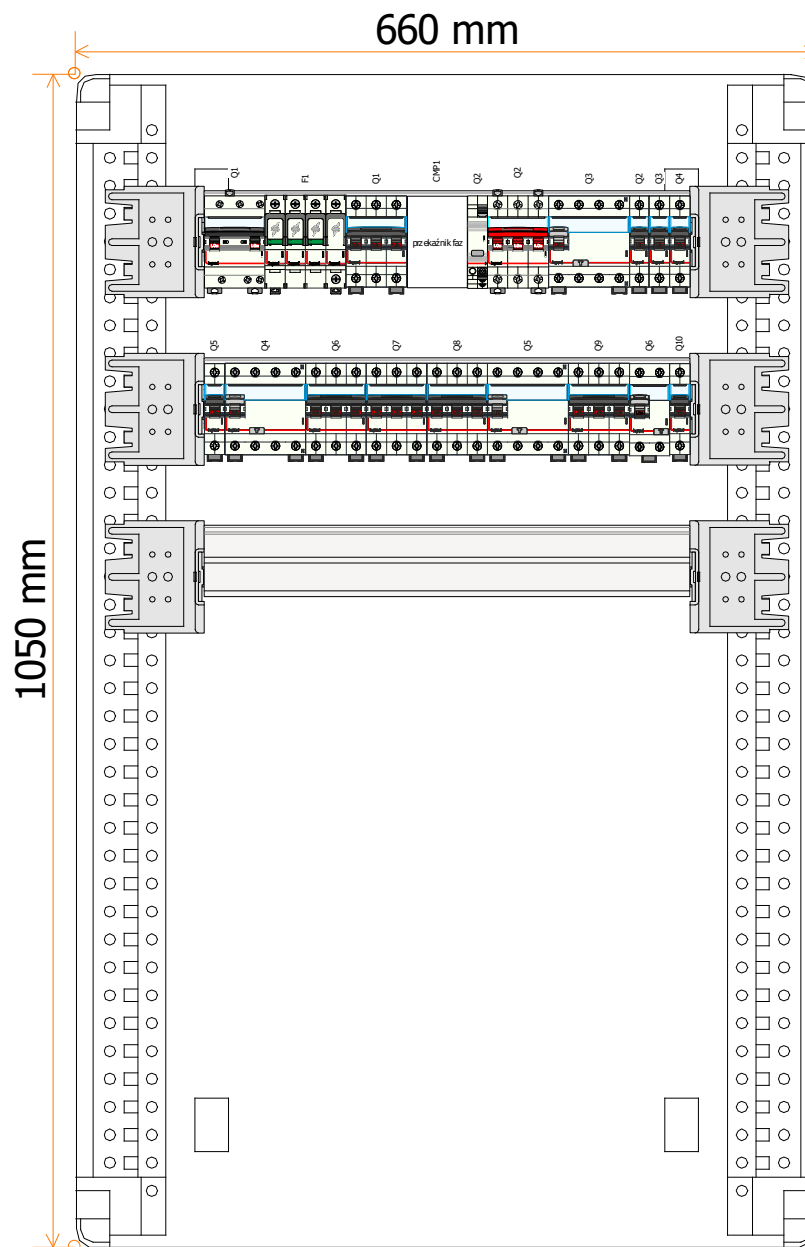 660 mm
Q1 F1 Q1 CMP1 Q2 Q2 Q3 Q2 Q3 Q4
przekaźnik faz
Q5 Q4 Q6 Q7 Q8 Q5 Q9 Q6 Q10
1050 mm